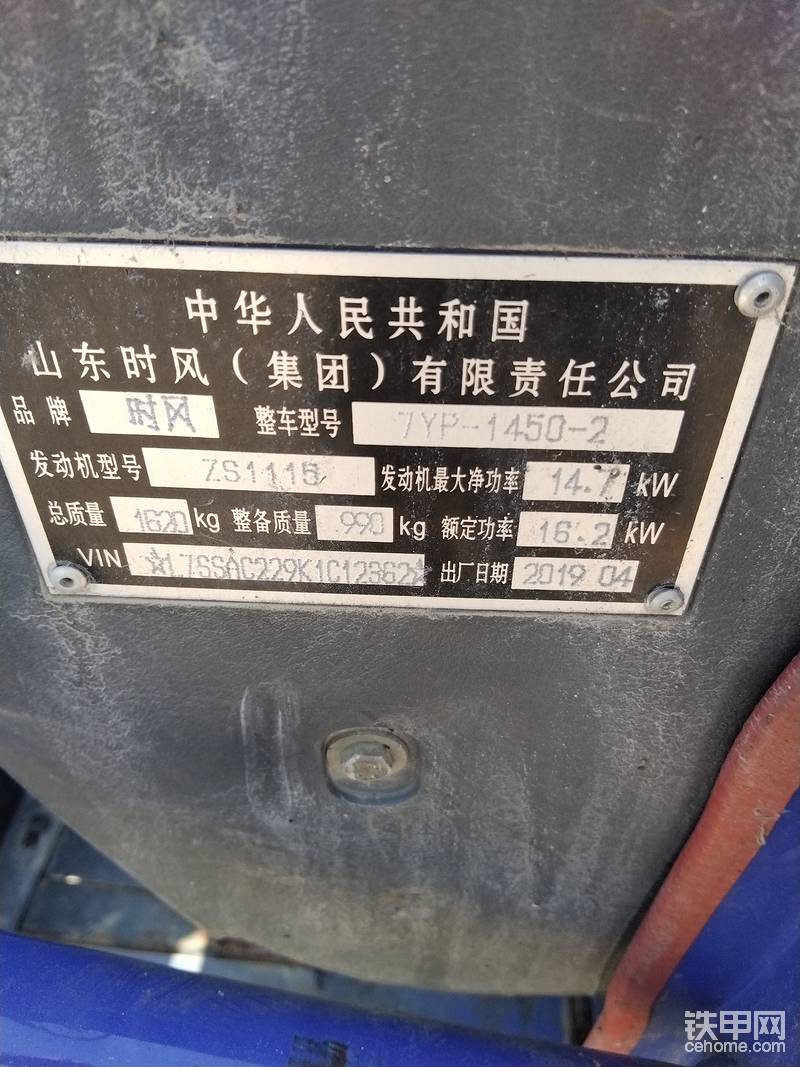 中华人民共和国
山东时风（集团）有限责任公司
品牌 时风 整车型号 7YP-1450-2
发动机型号 ZS1115 发动机最大净功率 14.7 kW
总质量 1620 kg 整备质量 990 kg 额定功率 16.2 kW
VIN ☆L7SSAC229K1C12362☆ 出厂日期 2019 04
铁甲网
cehome.com